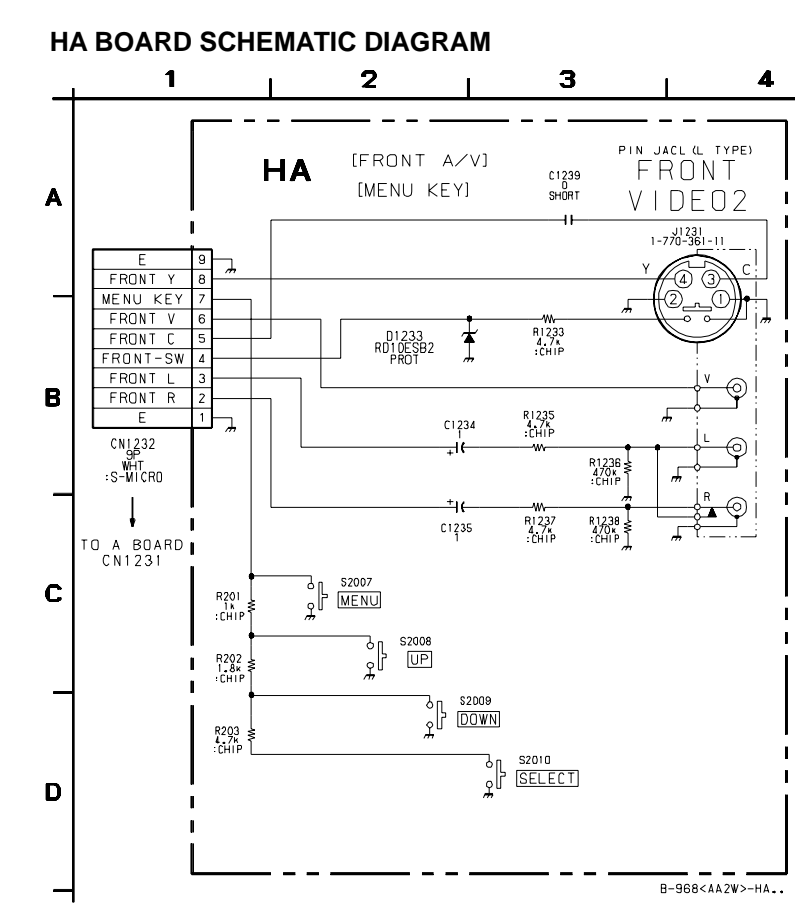 HA BOARD SCHEMATIC DIAGRAM
1 2 3 4
A
B
C
D
HA
[FRONT A/V]
[MENU KEY]
C1239
0
SHORT
PIN JACL (L TYPE)
FRONT
VIDEO2
J1231
1-770-361-11
Y
C
4
3
2
1
E 9
FRONT Y 8
MENU KEY 7
FRONT V 6
FRONT C 5
FRONT-SW 4
FRONT L 3
FRONT R 2
E 1
CN1232
9P
WHT
:S-MICRO
TO A BOARD
CN1231
D1233
RD10ESB2
PROT
R1233
4.7k
:CHIP
V
L
R
C1234
1
+
R1235
4.7k
:CHIP
R1236
470k
:CHIP
+
C1235
1
R1237
4.7k
:CHIP
R1238
470k
:CHIP
R201
1k
:CHIP
S2007
MENU
R202
1.8k
:CHIP
S2008
UP
R203
4.7k
:CHIP
S2009
DOWN
S2010
SELECT
B-968<AA2W>-HA..